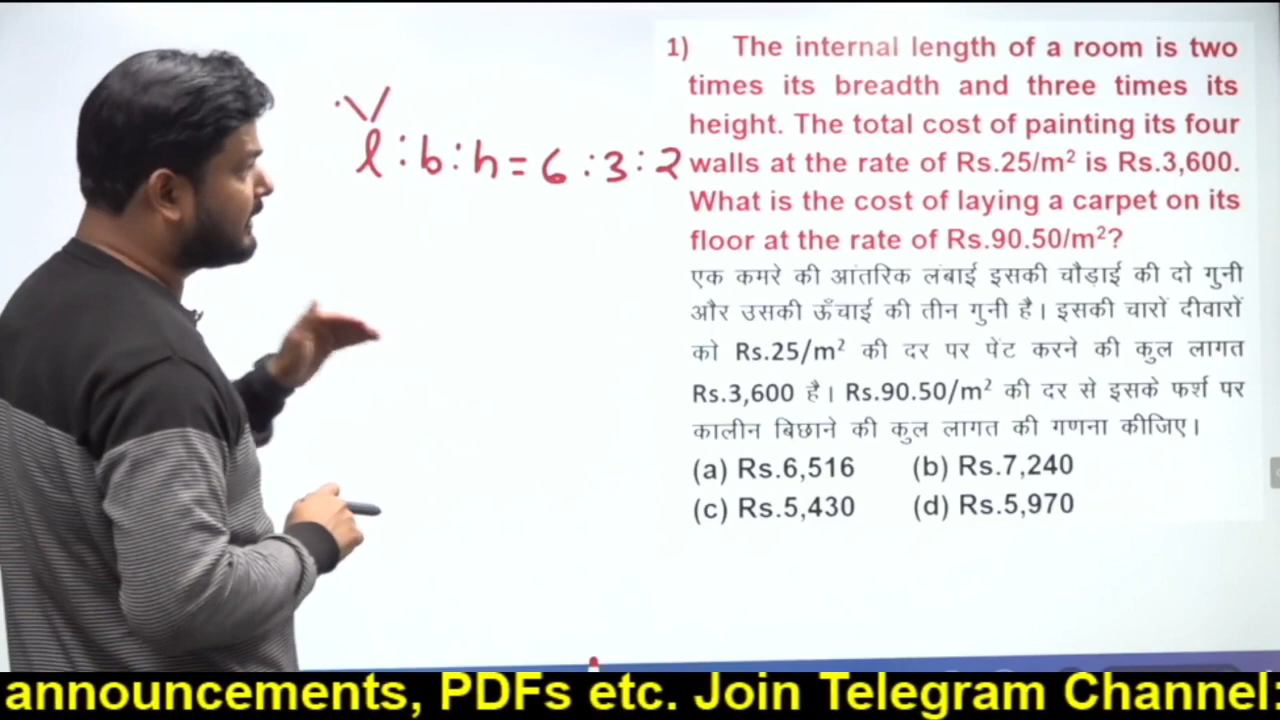 l : b : h = 6 : 3 : 2
1) The internal length of a room is two
times its breadth and three times its
height. The total cost of painting its four
walls at the rate of Rs.25/m² is Rs.3,600.
What is the cost of laying a carpet on its
floor at the rate of Rs.90.50/m²?
एक कमरे की आंतरिक लंबाई इसकी चौड़ाई की दो गुनी
और उसकी ऊँचाई की तीन गुनी है। इसकी चारों दीवारों
को Rs.25/m² की दर पर पेंट करने की कुल लागत
Rs.3,600 है। Rs.90.50/m² की दर से इसके फर्श पर
कालीन बिछाने की कुल लागत की गणना कीजिए।
(a) Rs.6,516 (b) Rs.7,240
(c) Rs.5,430 (d) Rs.5,970
announcements, PDFs etc. Join Telegram Channel: